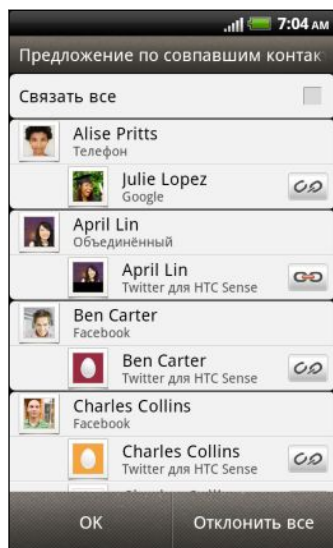 7:04 AM
Предложение по совпавшим контак
Связать все
Alise Pritts
Телефон
Julie Lopez
Google
April Lin
Объединённый
April Lin
Twitter для HTC Sense
Ben Carter
Facebook
Ben Carter
Twitter для HTC Sense
Charles Collins
Facebook
Charles Collins
Twitter для HTC Sense
OK
Отклонить все